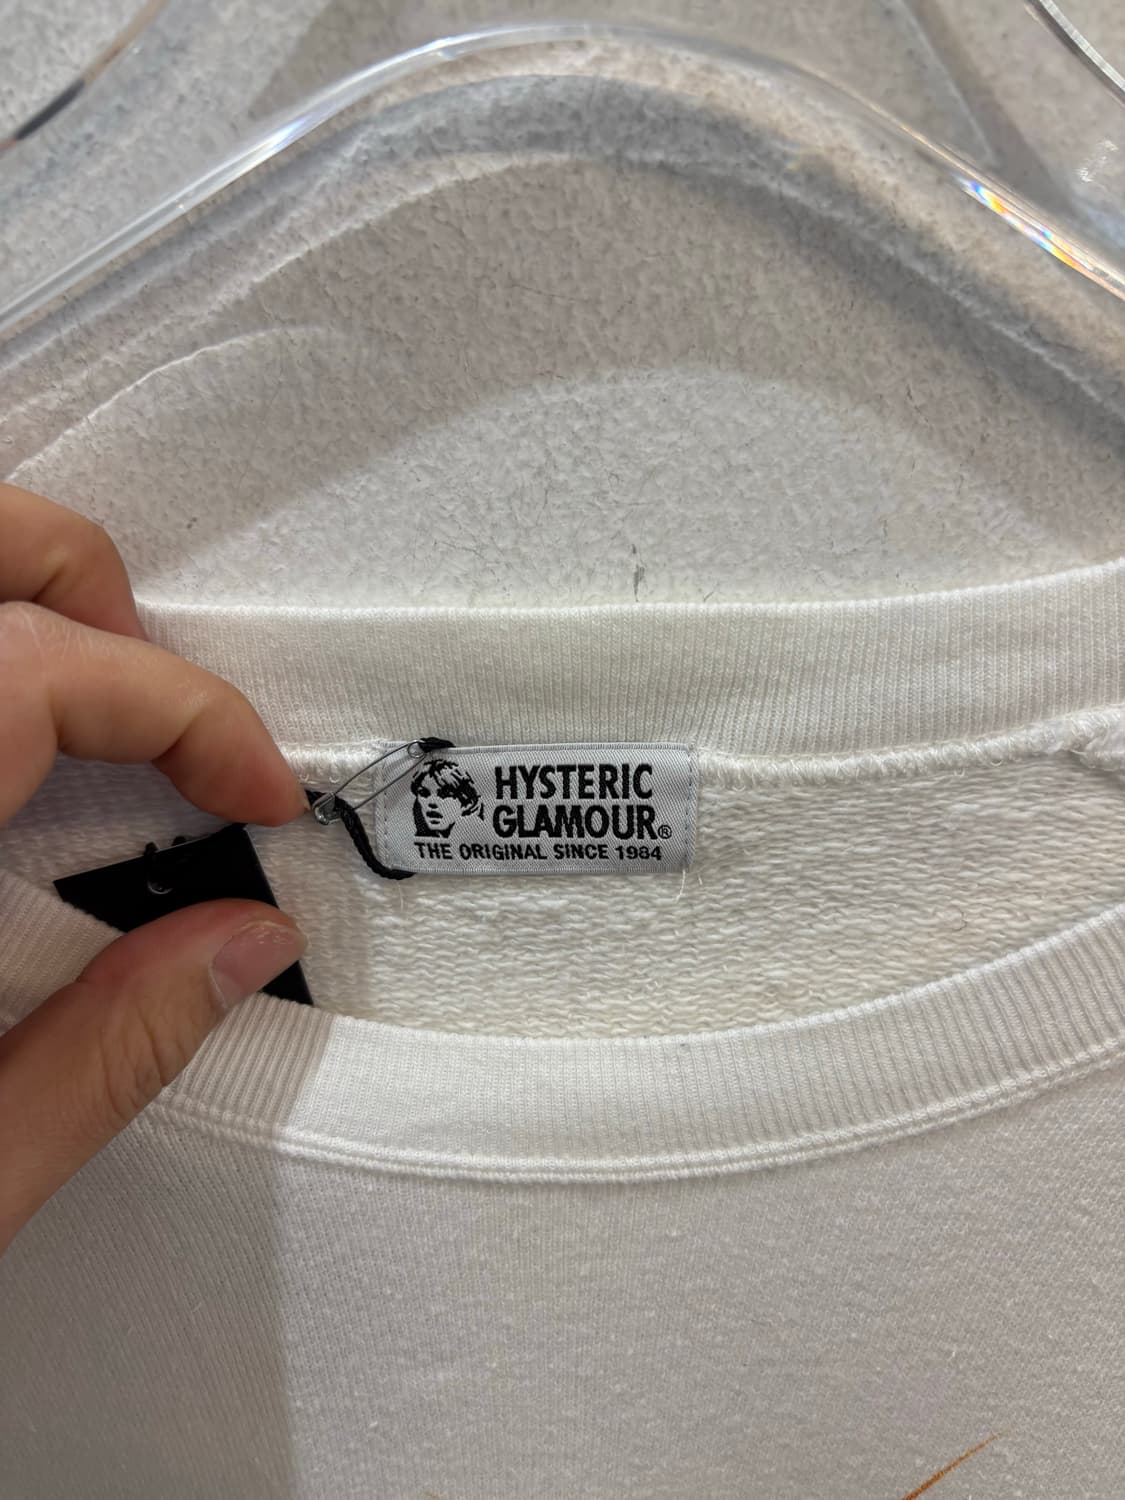 HYSTERIC
GLAMOUR®
THE ORIGINAL SINCE 1984